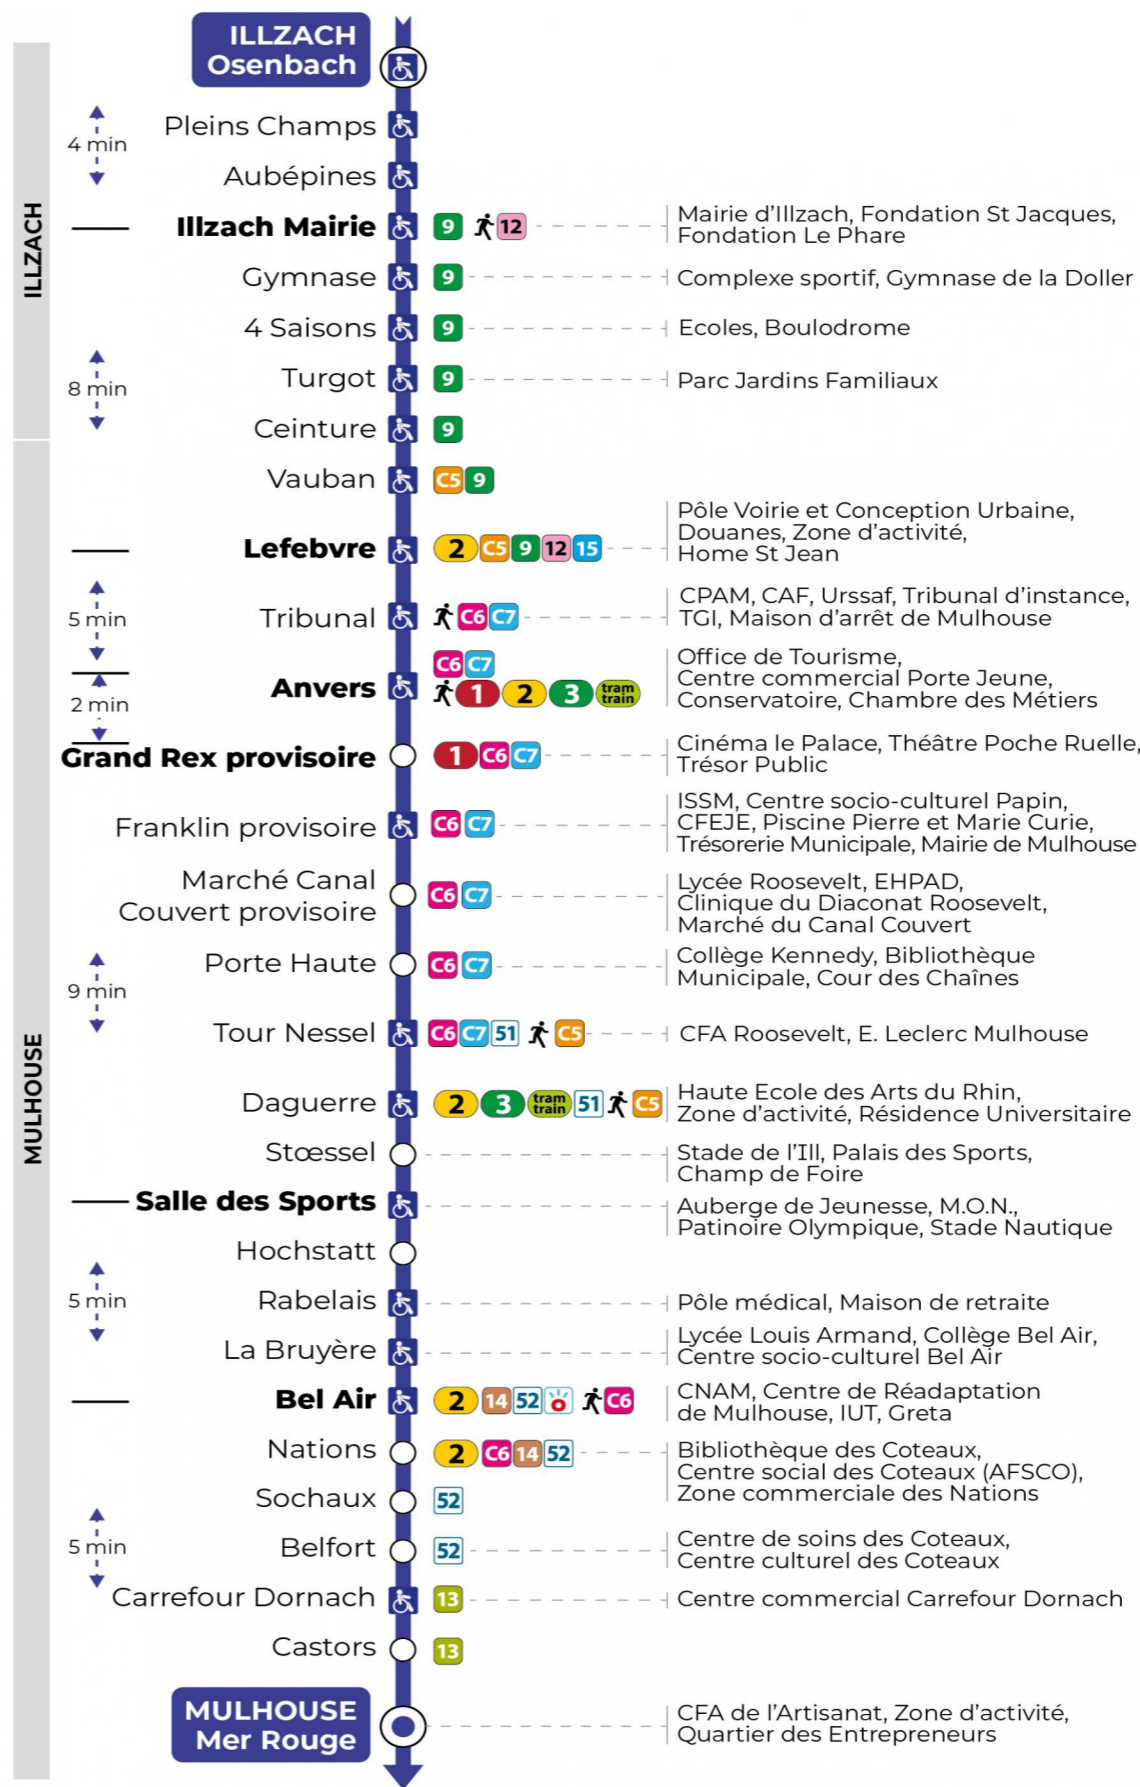 ILLZACH
Osenbach
ILLZACH
4 min
Pleins Champs
Aubépines
Illzach Mairie 9 12
Mairie d'Illzach, Fondation St Jacques,
Fondation Le Phare
Gymnase 9
Complexe sportif, Gymnase de la Doller
4 Saisons 9
Ecoles, Boulodrome
8 min
Turgot 9
Parc Jardins Familiaux
Ceinture 9
MULHOUSE
Vauban C5 9
Lefebvre 2 C5 9 12 15
Pôle Voirie et Conception Urbaine,
Douanes, Zone d'activité,
Home St Jean
5 min
Tribunal C6 C7
CPAM, CAF, Urssaf, Tribunal d'instance,
TGI, Maison d'arrêt de Mulhouse
C6 C7
Anvers 1 2 3 tram train
Office de Tourisme,
Centre commercial Porte Jeune,
Conservatoire, Chambre des Métiers
2 min
Grand Rex provisoire 1 C6 C7
Cinéma le Palace, Théâtre Poche Ruelle,
Trésor Public
Franklin provisoire C6 C7
ISSM, Centre socio-culturel Papin,
CFEJE, Piscine Pierre et Marie Curie,
Trésorerie Municipale, Mairie de Mulhouse
Marché Canal
Couvert provisoire C6 C7
Lycée Roosevelt, EHPAD,
Clinique du Diaconat Roosevelt,
Marché du Canal Couvert
Porte Haute C6 C7
Collège Kennedy, Bibliothèque
Municipale, Cour des Chaînes
9 min
Tour Nessel C6 C7 51 C5
CFA Roosevelt, E. Leclerc Mulhouse
Daguerre 2 3 tram train 51 C5
Haute Ecole des Arts du Rhin,
Zone d'activité, Résidence Universitaire
Stœssel
Stade de l'Ill, Palais des Sports,
Champ de Foire
Salle des Sports
Auberge de Jeunesse, M.O.N.,
Patinoire Olympique, Stade Nautique
Hochstatt
5 min
Rabelais
Pôle médical, Maison de retraite
La Bruyère
Lycée Louis Armand, Collège Bel Air,
Centre socio-culturel Bel Air
Bel Air 2 14 52 C6
CNAM, Centre de Réadaptation
de Mulhouse, IUT, Greta
Nations 2 C6 14 52
Bibliothèque des Coteaux,
Centre social des Coteaux (AFSCO),
Zone commerciale des Nations
Sochaux 52
5 min
Belfort 52
Centre de soins des Coteaux,
Centre culturel des Coteaux
Carrefour Dornach 13
Centre commercial Carrefour Dornach
Castors 13
MULHOUSE
Mer Rouge
CFA de l'Artisanat, Zone d'activité,
Quartier des Entrepreneurs